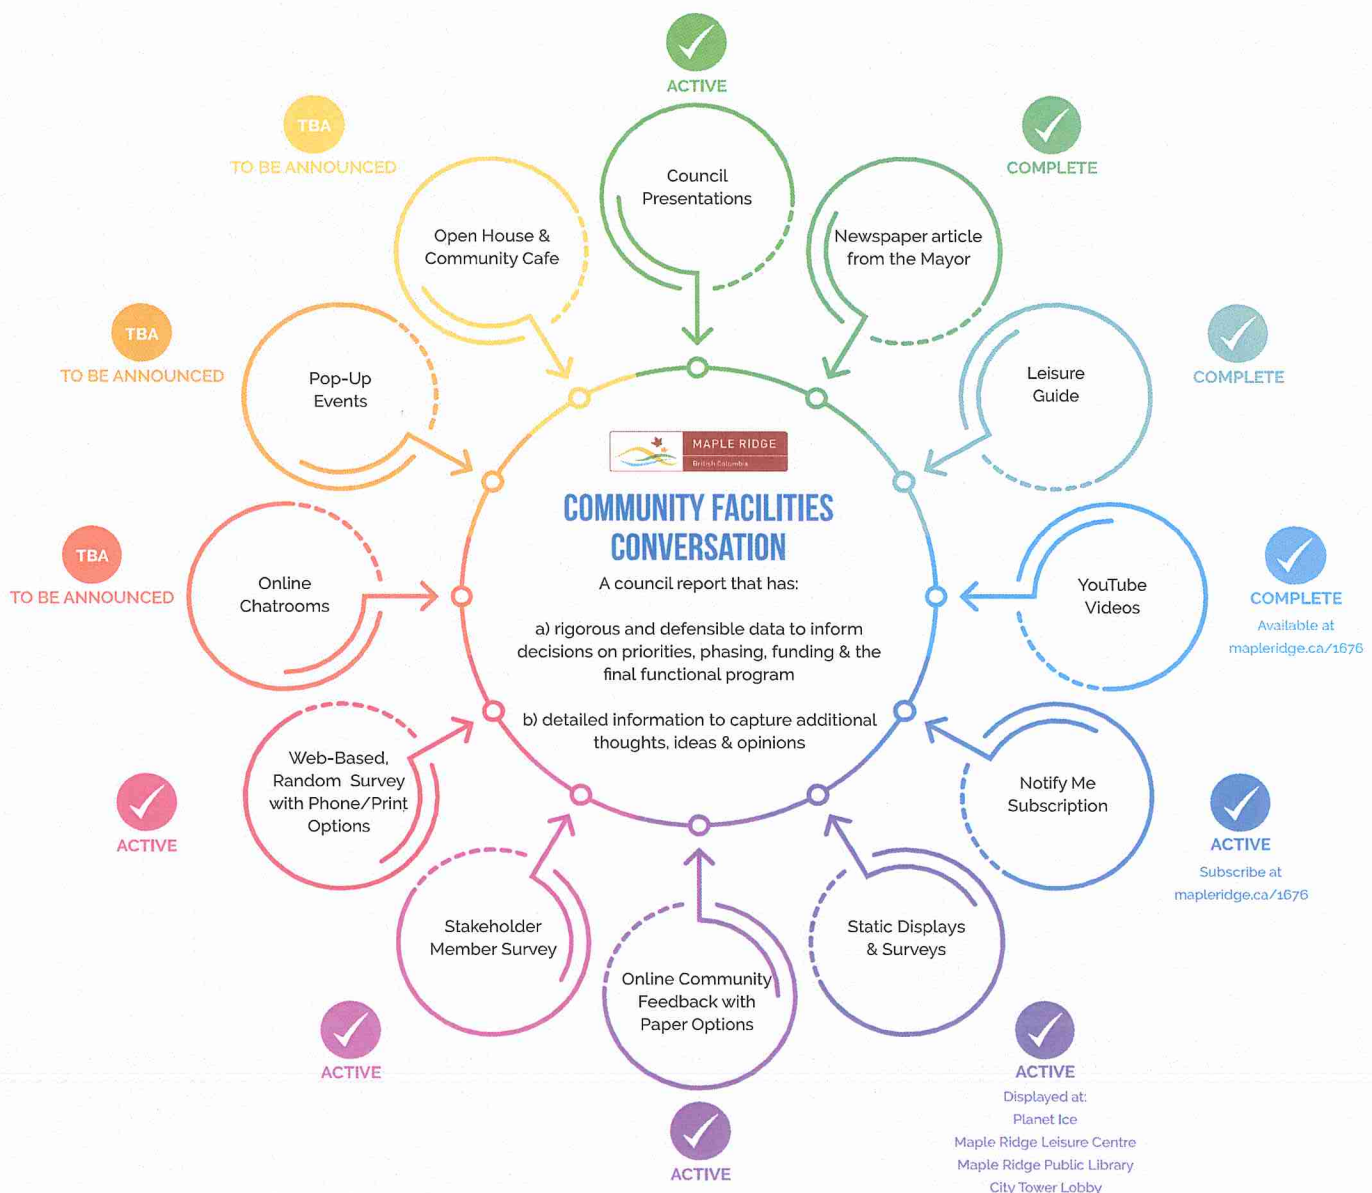 ACTIVE
Council
Presentations
COMPLETE
Newspaper article
from the Mayor
COMPLETE
Leisure
Guide
COMPLETE
Available at
mapleridge.ca/1676
YouTube
Videos
ACTIVE
Subscribe at
mapleridge.ca/1676
Notify Me
Subscription
ACTIVE
Displayed at:
Planet Ice
Maple Ridge Leisure Centre
Maple Ridge Public Library
City Tower Lobby
Static Displays
& Surveys
ACTIVE
Online Community
Feedback with
Paper Options
ACTIVE
Stakeholder
Member Survey
ACTIVE
Web-Based,
Random Survey
with Phone/Print
Options
TBA
TO BE ANNOUNCED
Online
Chatrooms
TBA
TO BE ANNOUNCED
Pop-Up
Events
TBA
TO BE ANNOUNCED
Open House &
Community Cafe
MAPLE RIDGE
British Columbia
COMMUNITY FACILITIES
CONVERSATION
A council report that has:
a) rigorous and defensible data to inform
decisions on priorities, phasing, funding & the
final functional program
b) detailed information to capture additional
thoughts, ideas & opinions